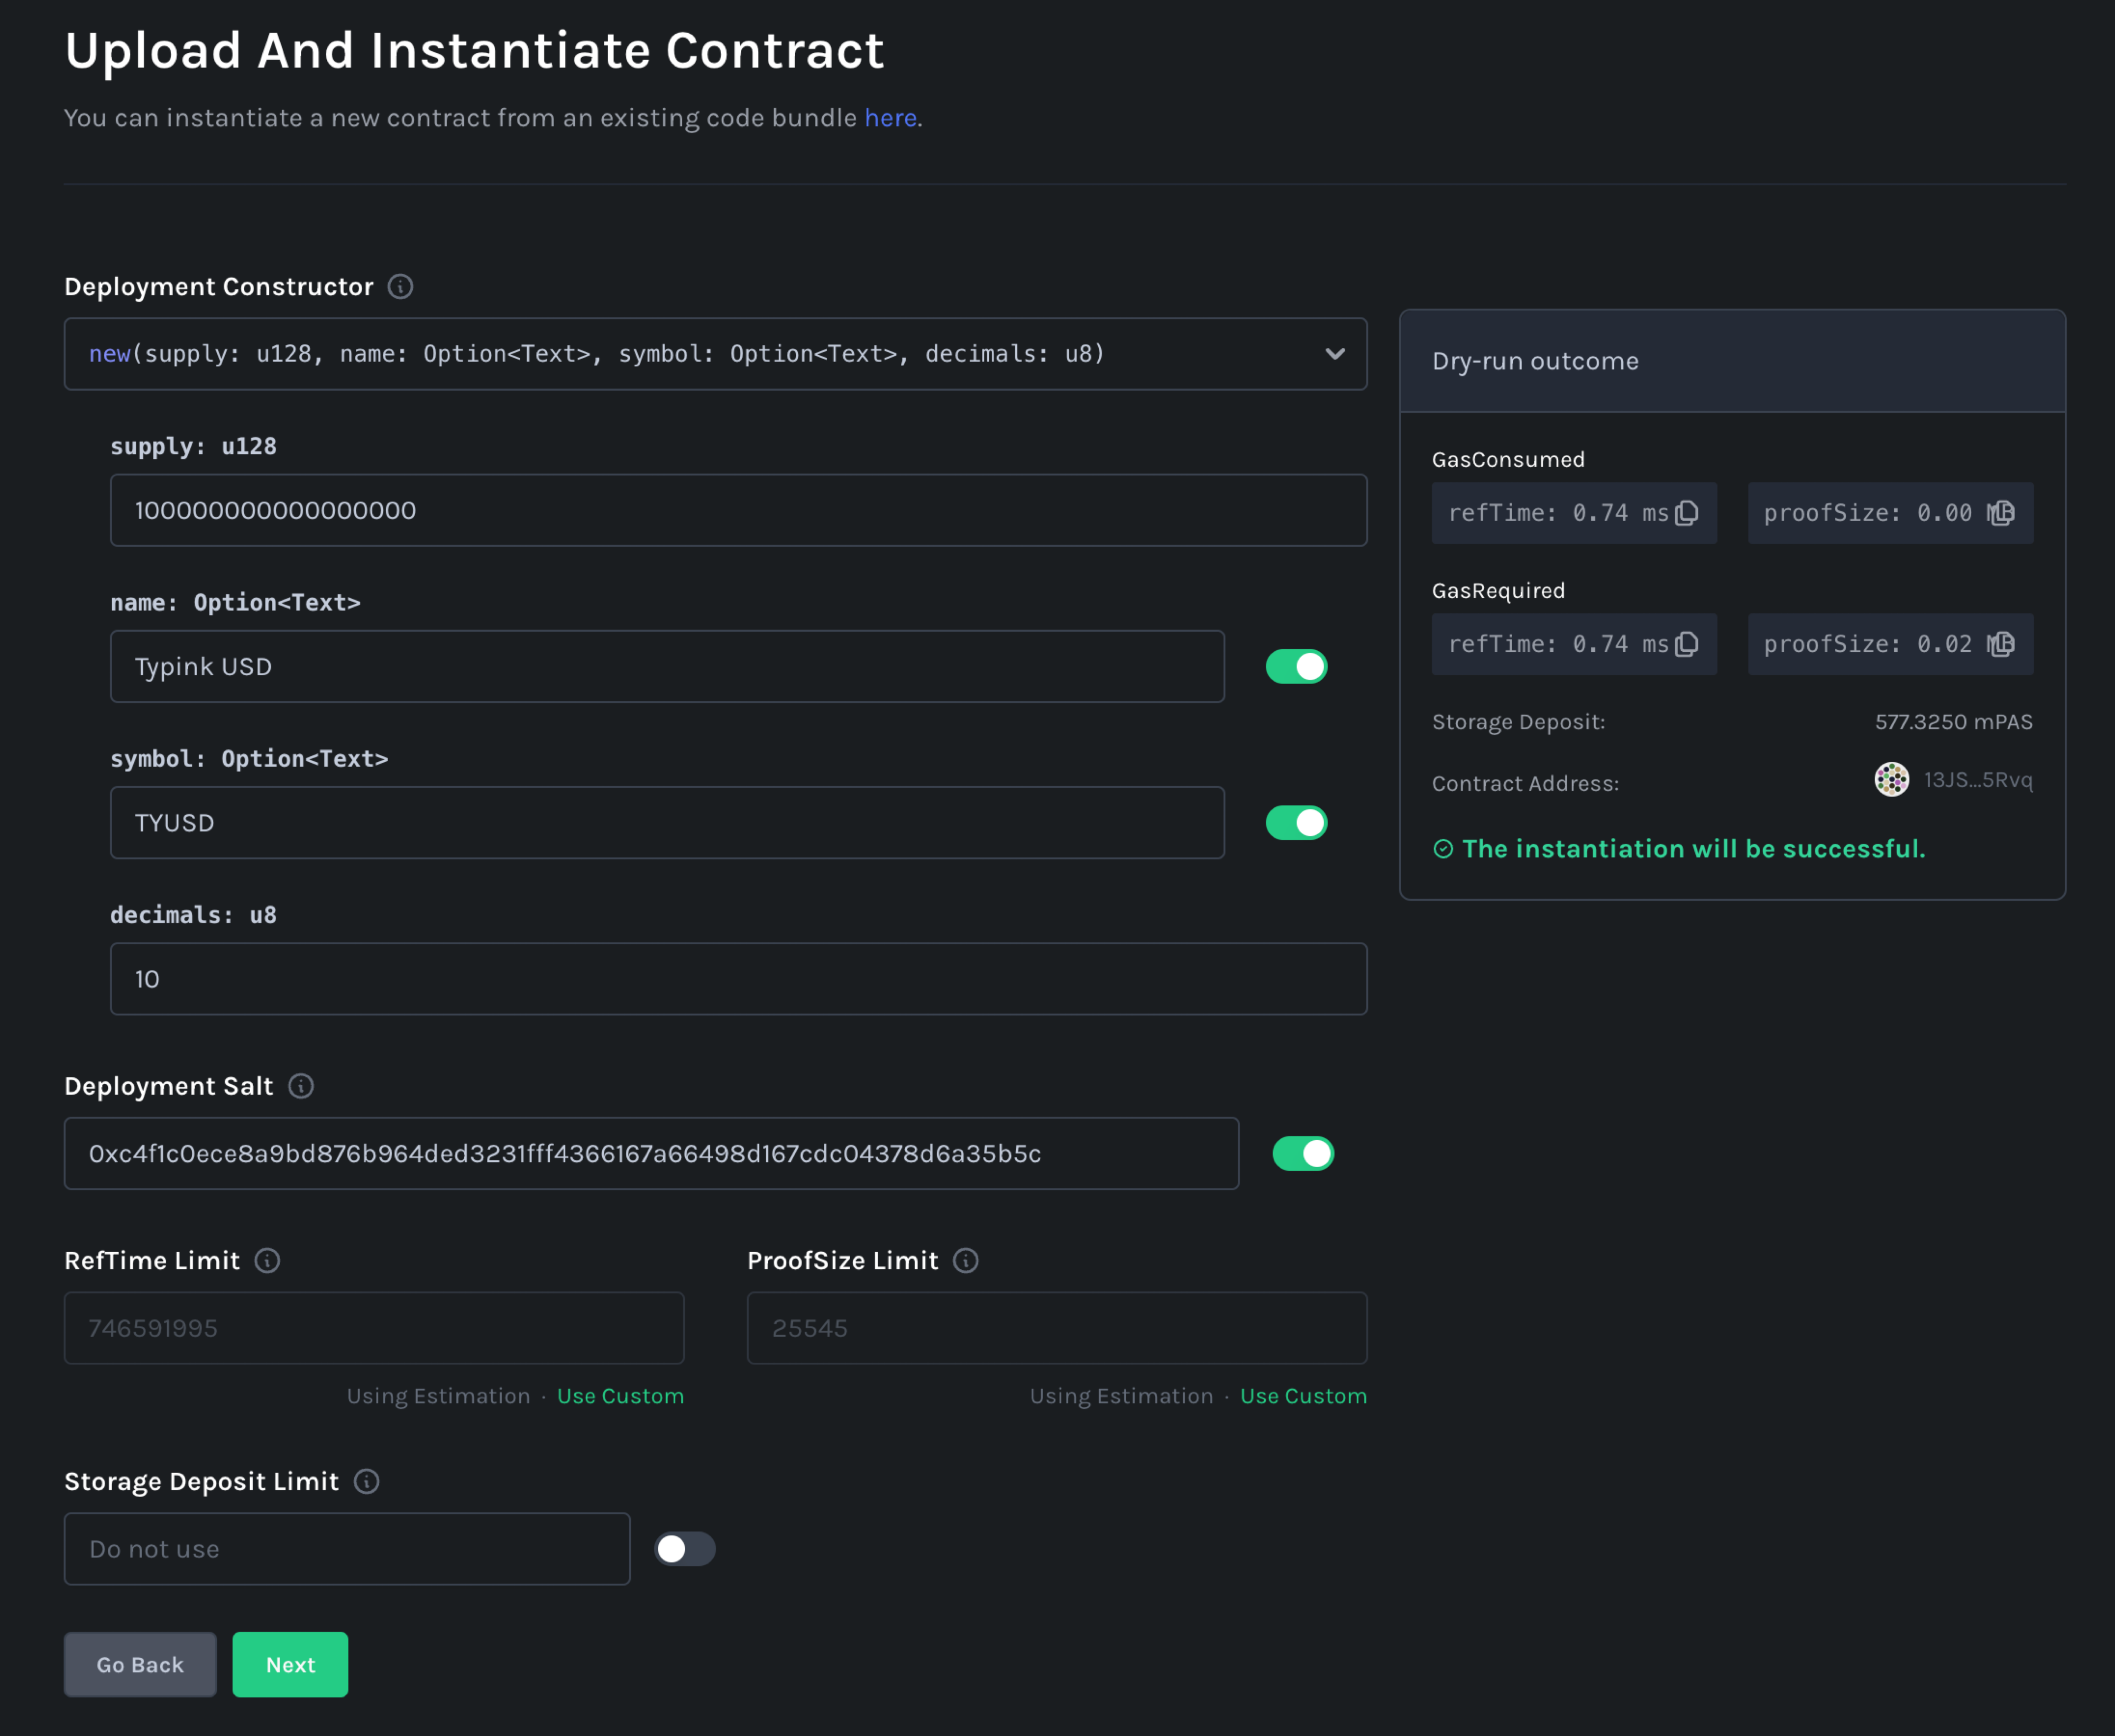 Upload And Instantiate Contract
You can instantiate a new contract from an existing code bundle here.
Deployment Constructor
new(supply: u128, name: Option<Text>, symbol: Option<Text>, decimals: u8)
supply: u128
100000000000000000
name: Option<Text>
Typink USD
symbol: Option<Text>
TYUSD
decimals: u8
10
Deployment Salt
0xc4f1c0ece8a9bd876b964ded3231fff4366167a66498d167cdc04378d6a35b5c
RefTime Limit
746591995
Using Estimation · Use Custom
ProofSize Limit
25545
Using Estimation · Use Custom
Storage Deposit Limit
Do not use
Go Back
Next
Dry-run outcome
GasConsumed
refTime: 0.74 ms
proofSize: 0.00 MB
GasRequired
refTime: 0.74 ms
proofSize: 0.02 MB
Storage Deposit: 577.3250 mPAS
Contract Address: 13JS...5Rvq
The instantiation will be successful.